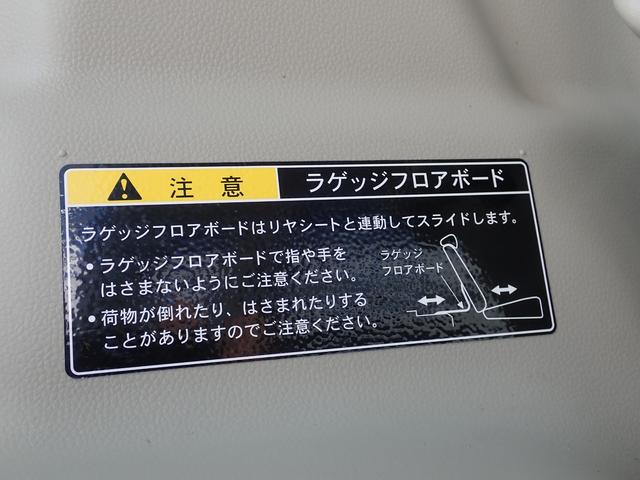 注意 ラゲッジフロアボード
ラゲッジフロアボードはリヤシートと連動してスライドします。
• ラゲッジフロアボードで指や手を
はさまないようにご注意ください。
• 荷物が倒れたり、はさまれたりする
ことがありますのでご注意ください。
ラゲッジ
フロアボード